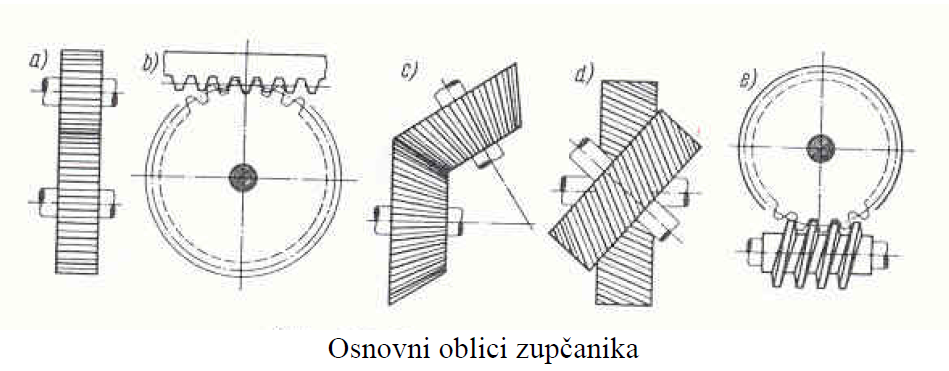 a) b) c) d) e)
Osnovni oblici zupčanika